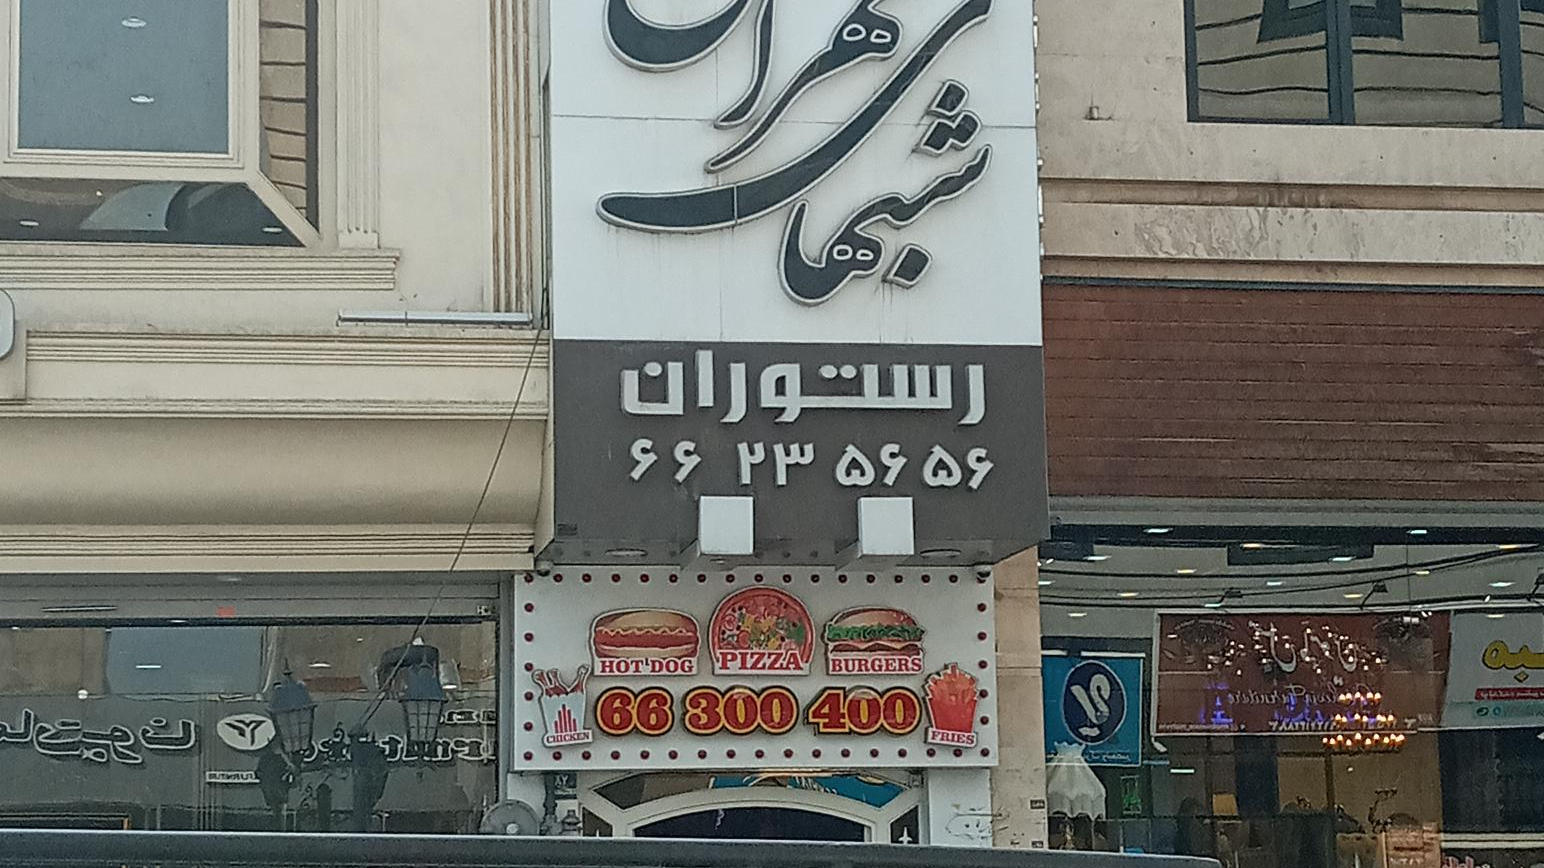 شبهای
تهران
رستوران
۶۶ ۲۳ ۵۶ ۵۶
HOT DOG
PIZZA
BURGERS
CHICKEN
66 300 400
FRIES